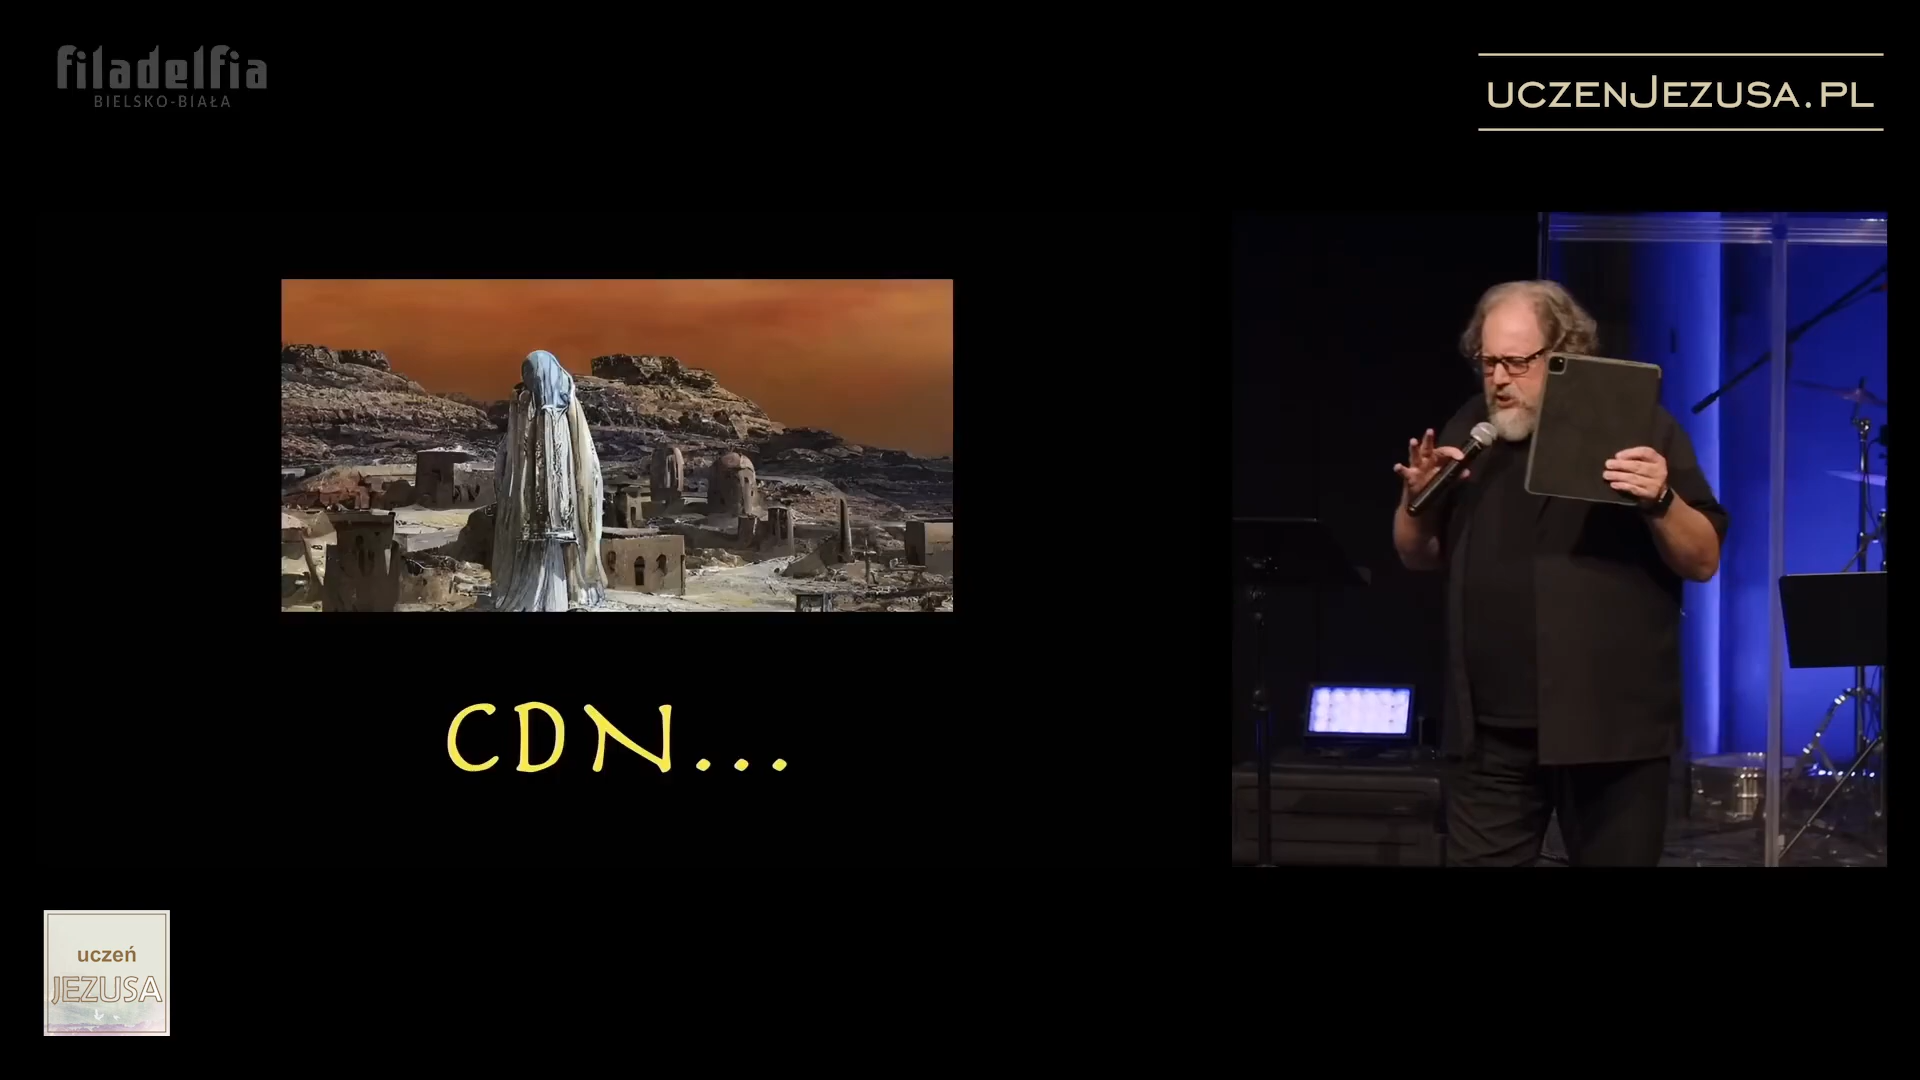 filadelfia
BIELSKO-BIAŁA
UCZENJEZUSA.PL
CDN...
uczeń
JEZUSA